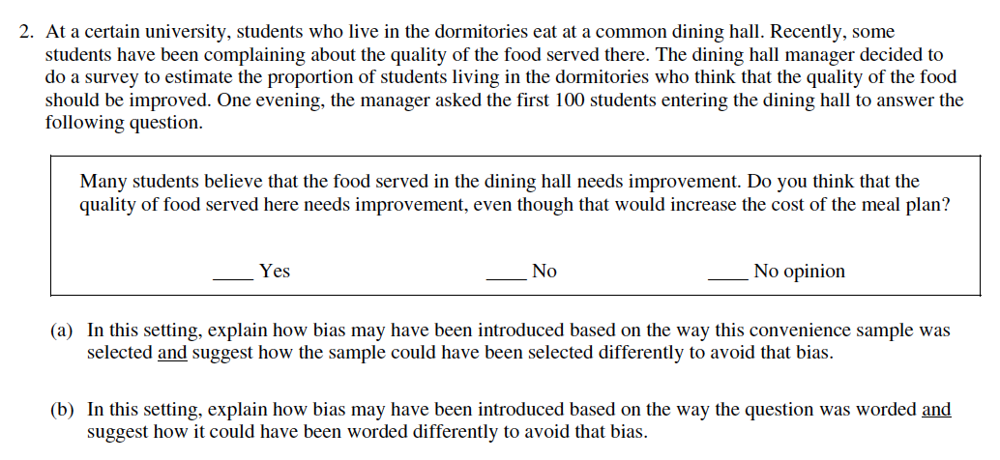 2. At a certain university, students who live in the dormitories eat at a common dining hall. Recently, some
students have been complaining about the quality of the food served there. The dining hall manager decided to
do a survey to estimate the proportion of students living in the dormitories who think that the quality of the food
should be improved. One evening, the manager asked the first 100 students entering the dining hall to answer the
following question.
Many students believe that the food served in the dining hall needs improvement. Do you think that the
quality of food served here needs improvement, even though that would increase the cost of the meal plan?
____ Yes ____ No ____ No opinion
(a) In this setting, explain how bias may have been introduced based on the way this convenience sample was
selected and suggest how the sample could have been selected differently to avoid that bias.
(b) In this setting, explain how bias may have been introduced based on the way the question was worded and
suggest how it could have been worded differently to avoid that bias.